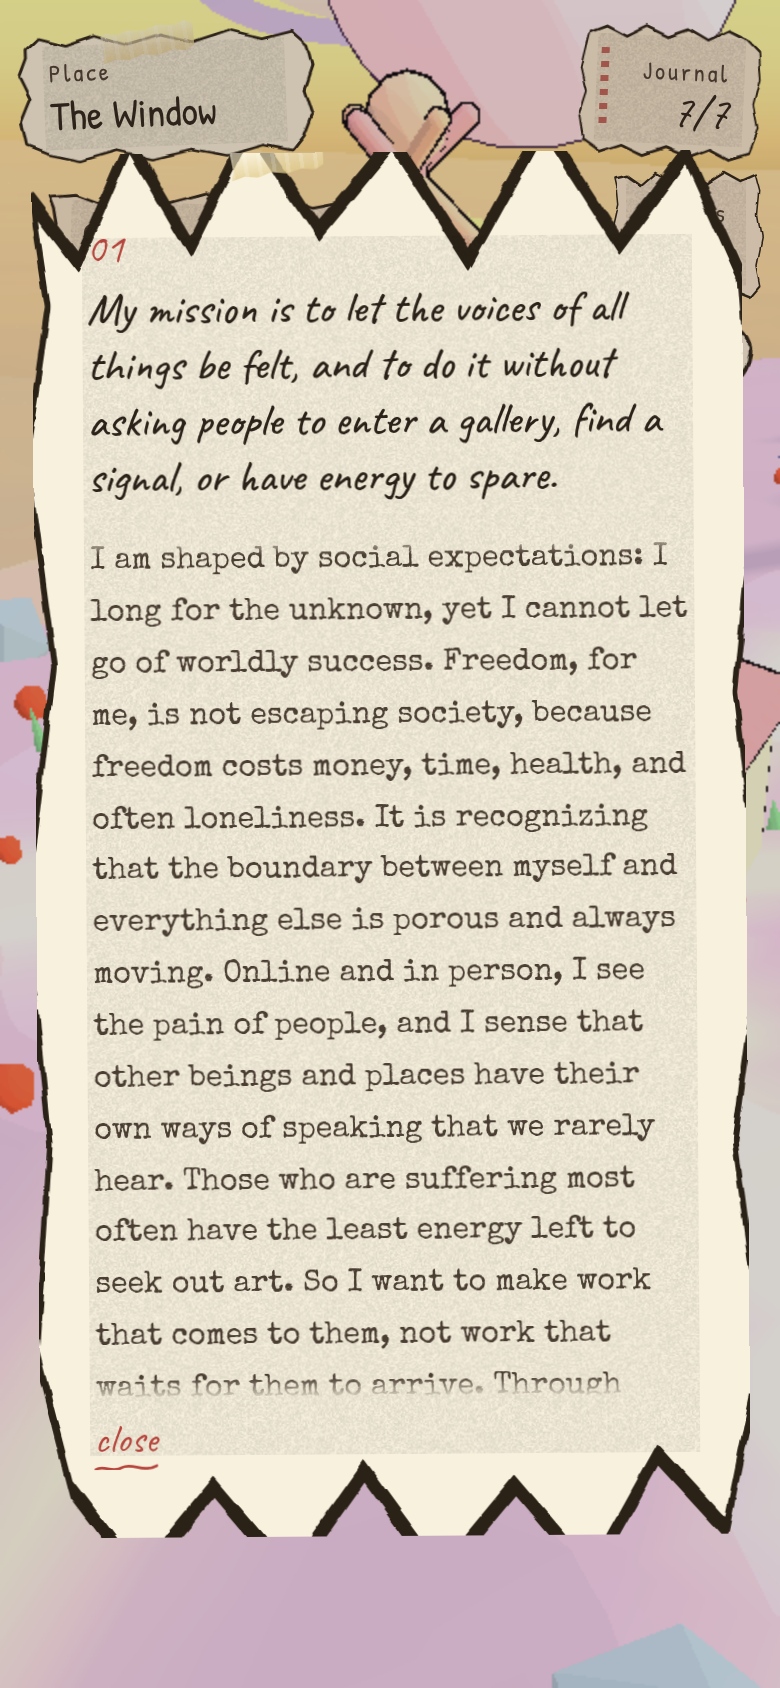 Place
The Window
Journal
7/7
s
01
My mission is to let the voices of all
things be felt, and to do it without
asking people to enter a gallery, find a
signal, or have energy to spare.
I am shaped by social expectations: I
long for the unknown, yet I cannot let
go of worldly success. Freedom, for
me, is not escaping society, because
freedom costs money, time, health, and
often loneliness. It is recognizing
that the boundary between myself and
everything else is porous and always
moving. Online and in person, I see
the pain of people, and I sense that
other beings and places have their
own ways of speaking that we rarely
hear. Those who are suffering most
often have the least energy left to
seek out art. So I want to make work
that comes to them, not work that
waits for them to arrive. Through
close